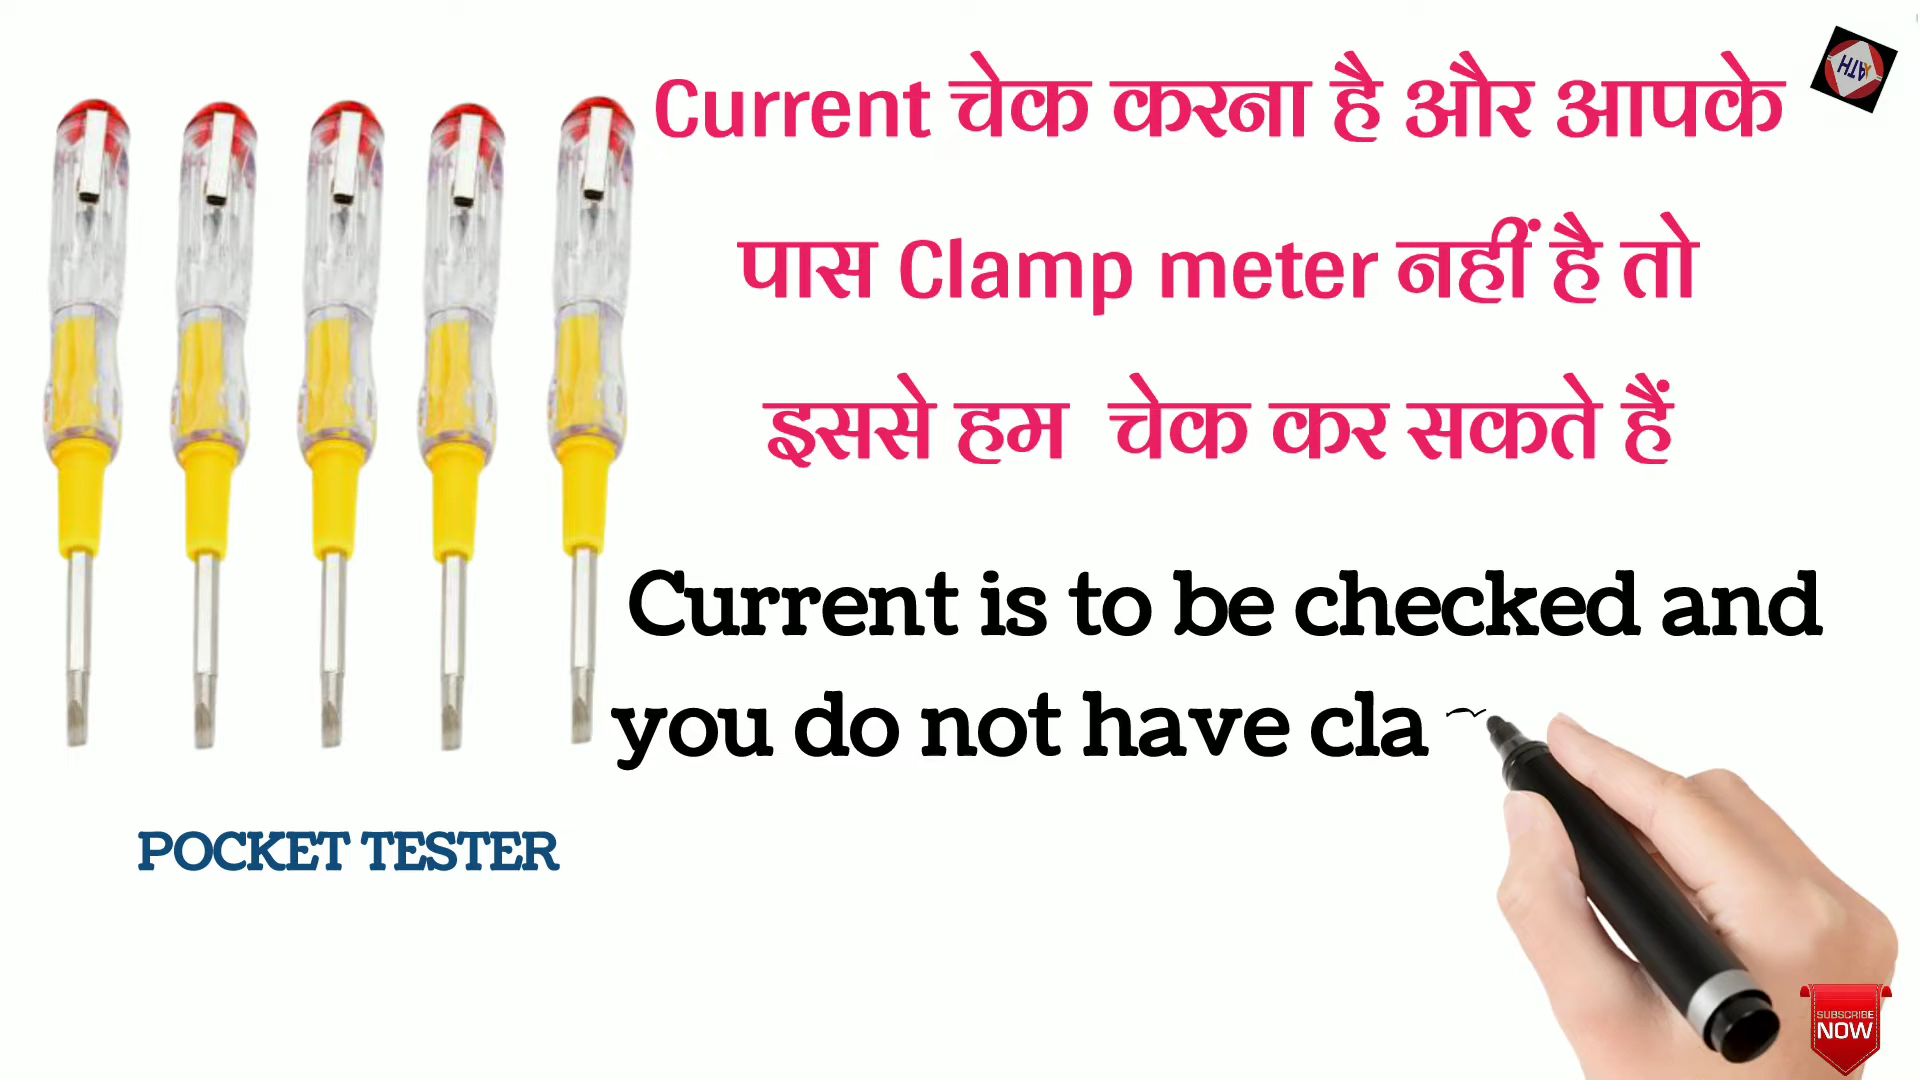 Current चेक करना है और आपके
पास Clamp meter नहीं है तो
इससे हम चेक कर सकते हैं
Current is to be checked and
you do not have cla
POCKET TESTER
SUBSCRIBE
NOW